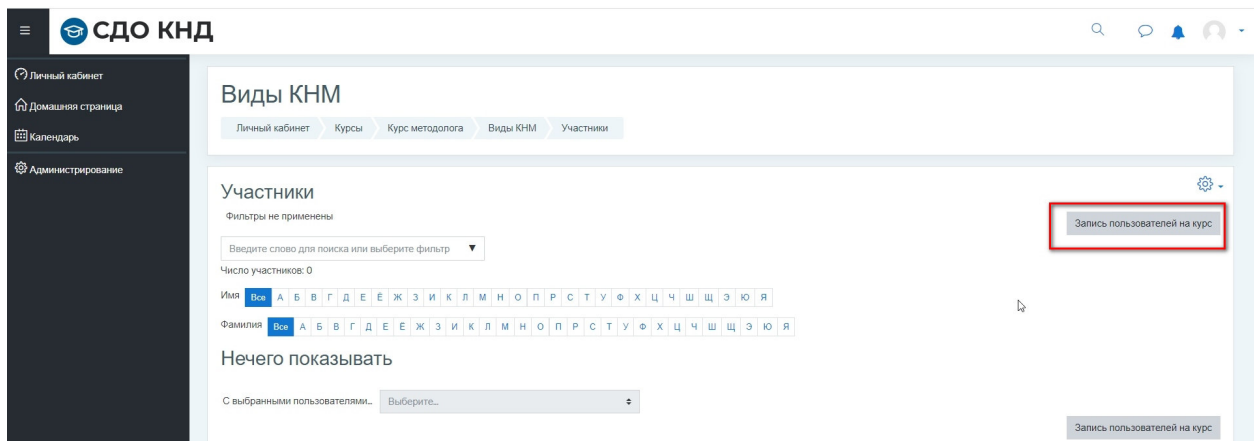 СДО КНД
Личный кабинет
Домашняя страница
Календарь
Администрирование
Виды КНМ
Личный кабинет Курсы Курс методолога Виды КНМ Участники
Участники
Фильтры не применены
Запись пользователей на курс
Введите слово для поиска или выберите фильтр ▼
Число участников: 0
Имя Все А Б В Г Д Е Ё Ж З И К Л М Н О П Р С Т У Ф Х Ц Ч Ш Щ Э Ю Я
Фамилия Все А Б В Г Д Е Ё Ж З И К Л М Н О П Р С Т У Ф Х Ц Ч Ш Щ Э Ю Я
Нечего показывать
С выбранными пользователями... Выберите...
Запись пользователей на курс